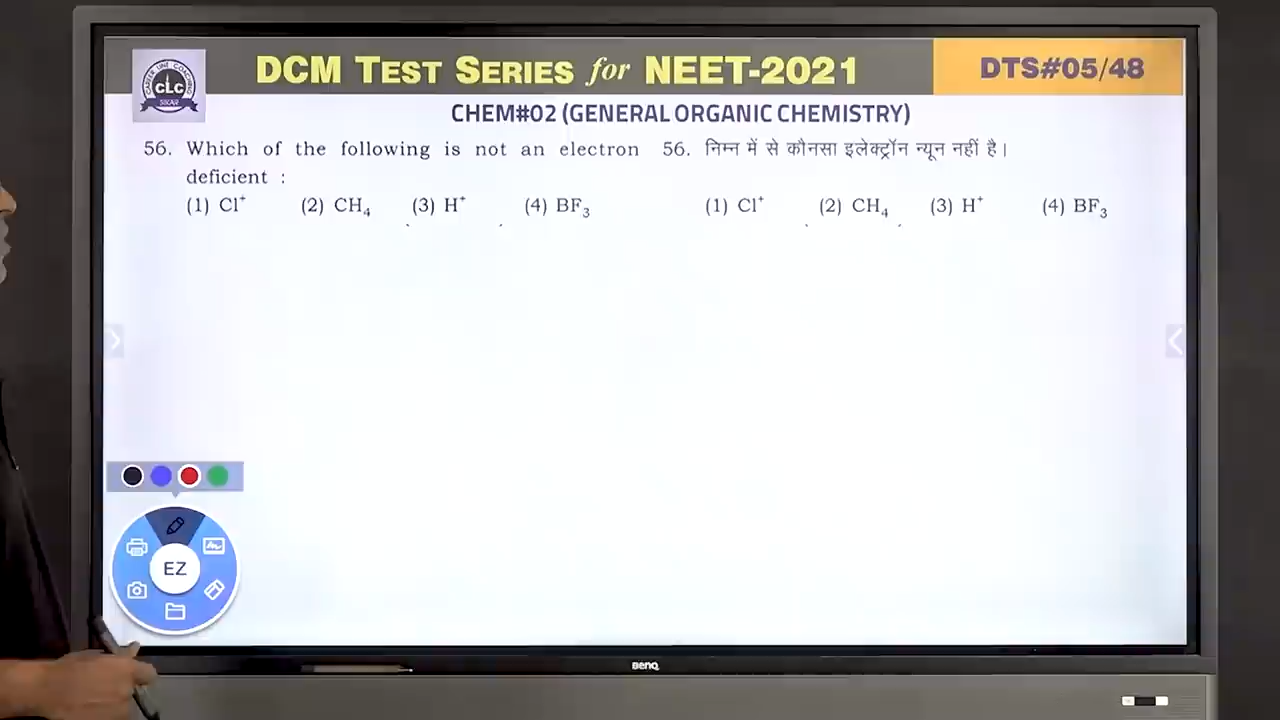 DCM TEST SERIES for NEET-2021
DTS#05/48
CLC
SIKAR
CHEM#02 (GENERAL ORGANIC CHEMISTRY)
56. Which of the following is not an electron
deficient :
(1) Cl⁺ (2) CH₄ (3) H⁺ (4) BF₃
56. निम्न में से कौनसा इलेक्ट्रॉन न्यून नहीं है।
(1) Cl⁺ (2) CH₄ (3) H⁺ (4) BF₃
EZ
BenQ